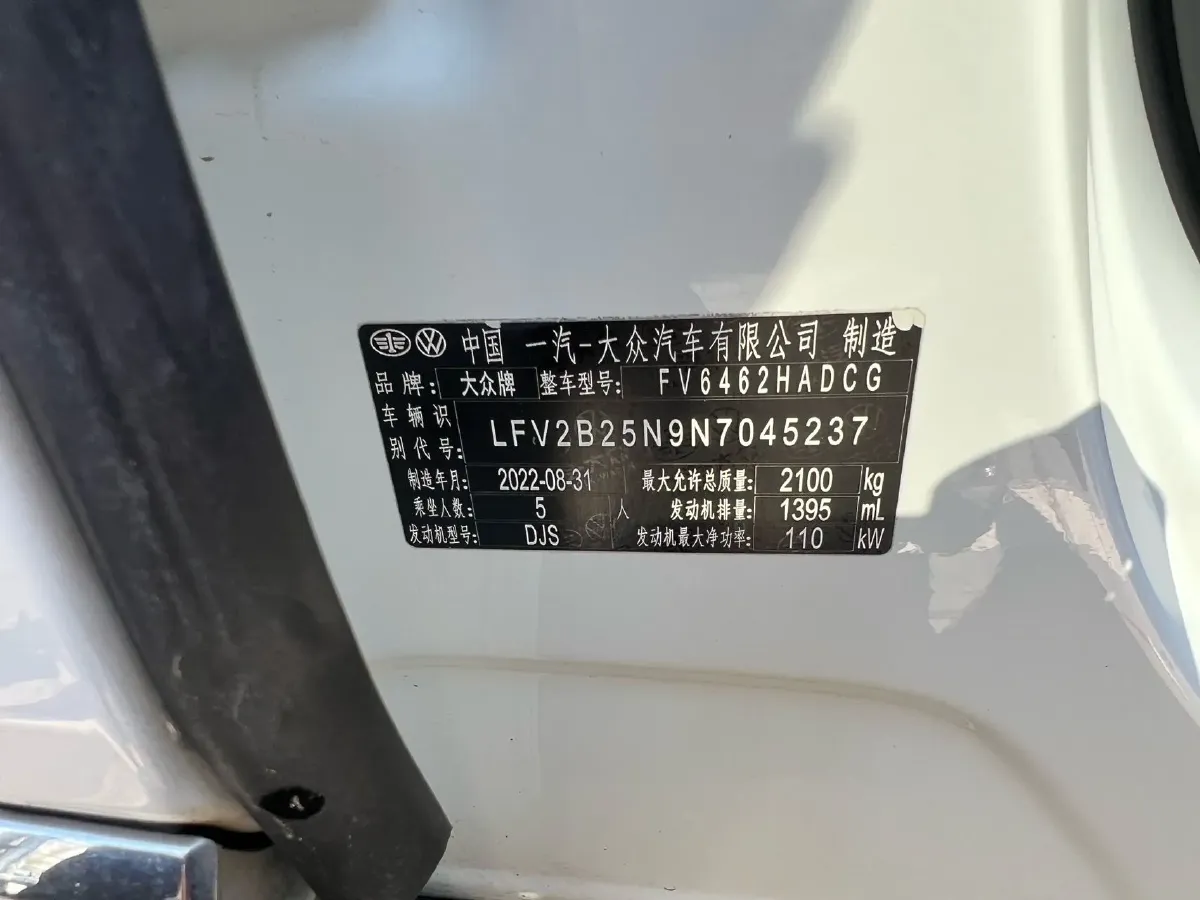 中国 一汽-大众汽车有限公司 制造
品牌: 大众牌 整车型号: FV6462HADCG
车辆识别代号: LFV2B25N9N7045237
制造年月: 2022-08-31 最大允许总质量: 2100 kg
乘坐人数: 5 人 发动机排量: 1395 mL
发动机型号: DJS 发动机最大净功率: 110 kW